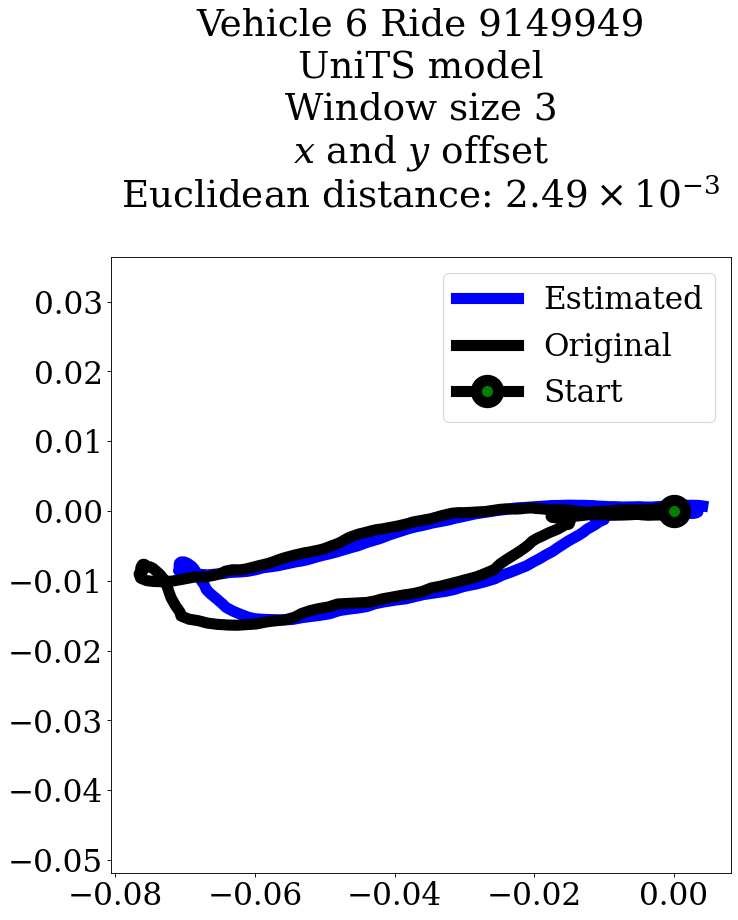 Vehicle 6 Ride 9149949
UniTS model
Window size 3
x and y offset
Euclidean distance: 2.49 × 10⁻³
Estimated
Original
Start
0.03
0.02
0.01
0.00
−0.01
−0.02
−0.03
−0.04
−0.05
−0.08 −0.06 −0.04 −0.02 0.00